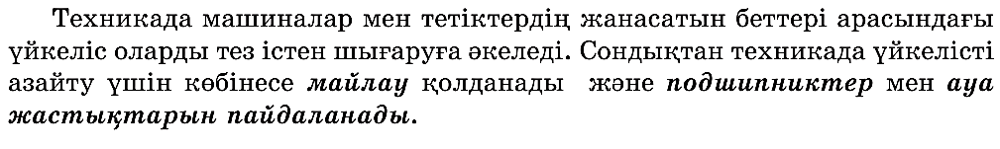 Техникада машиналар мен тетіктердің жанасатын беттері арасындағы
үйкеліс оларды тез істен шығаруға әкеледі. Сондықтан техникада үйкелісті
азайту үшін көбінесе майлау қолданады және подшипниктер мен ауа
жастықтарын пайдаланады.